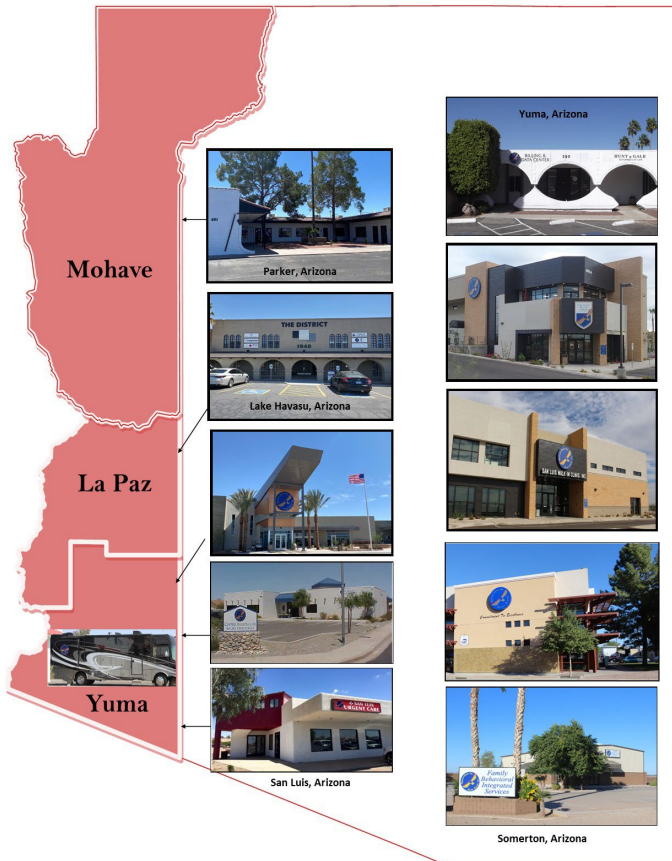 Mohave
La Paz
Yuma
Parker, Arizona
THE DISTRICT
1940
Lake Havasu, Arizona
SAN LUIS
URGENT CARE
San Luis, Arizona
Yuma, Arizona
BILLING &
DATA CENTER
HUNT & GALE
SAN LUIS WALK-IN CLINIC, INC.
Commitment To Excellence
Family
Behavioral
Integrated
Services
Somerton, Arizona